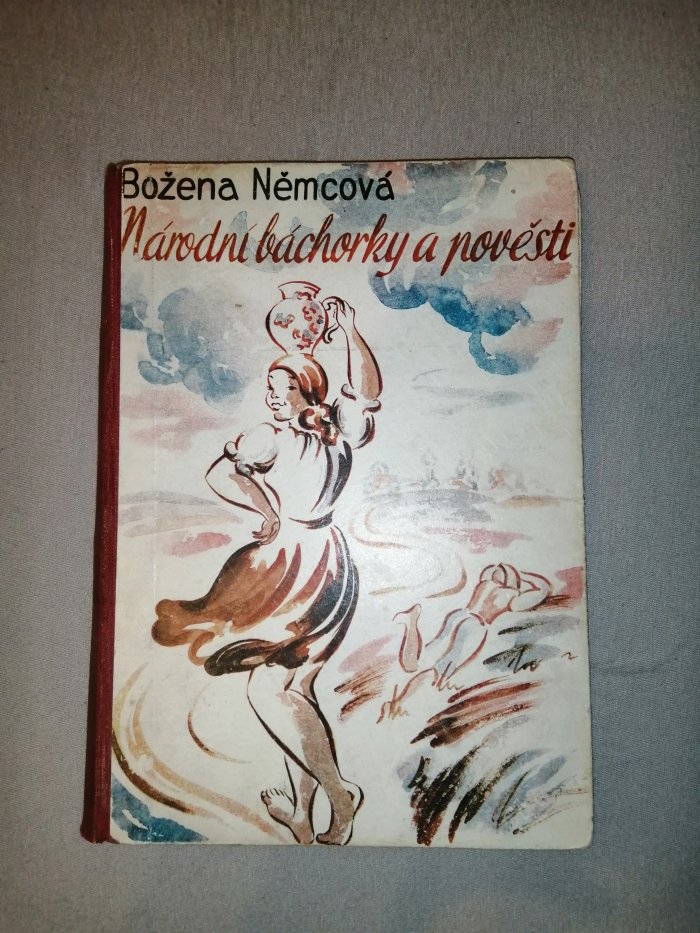 Božena Němcová
Národní báchorky a pověsti